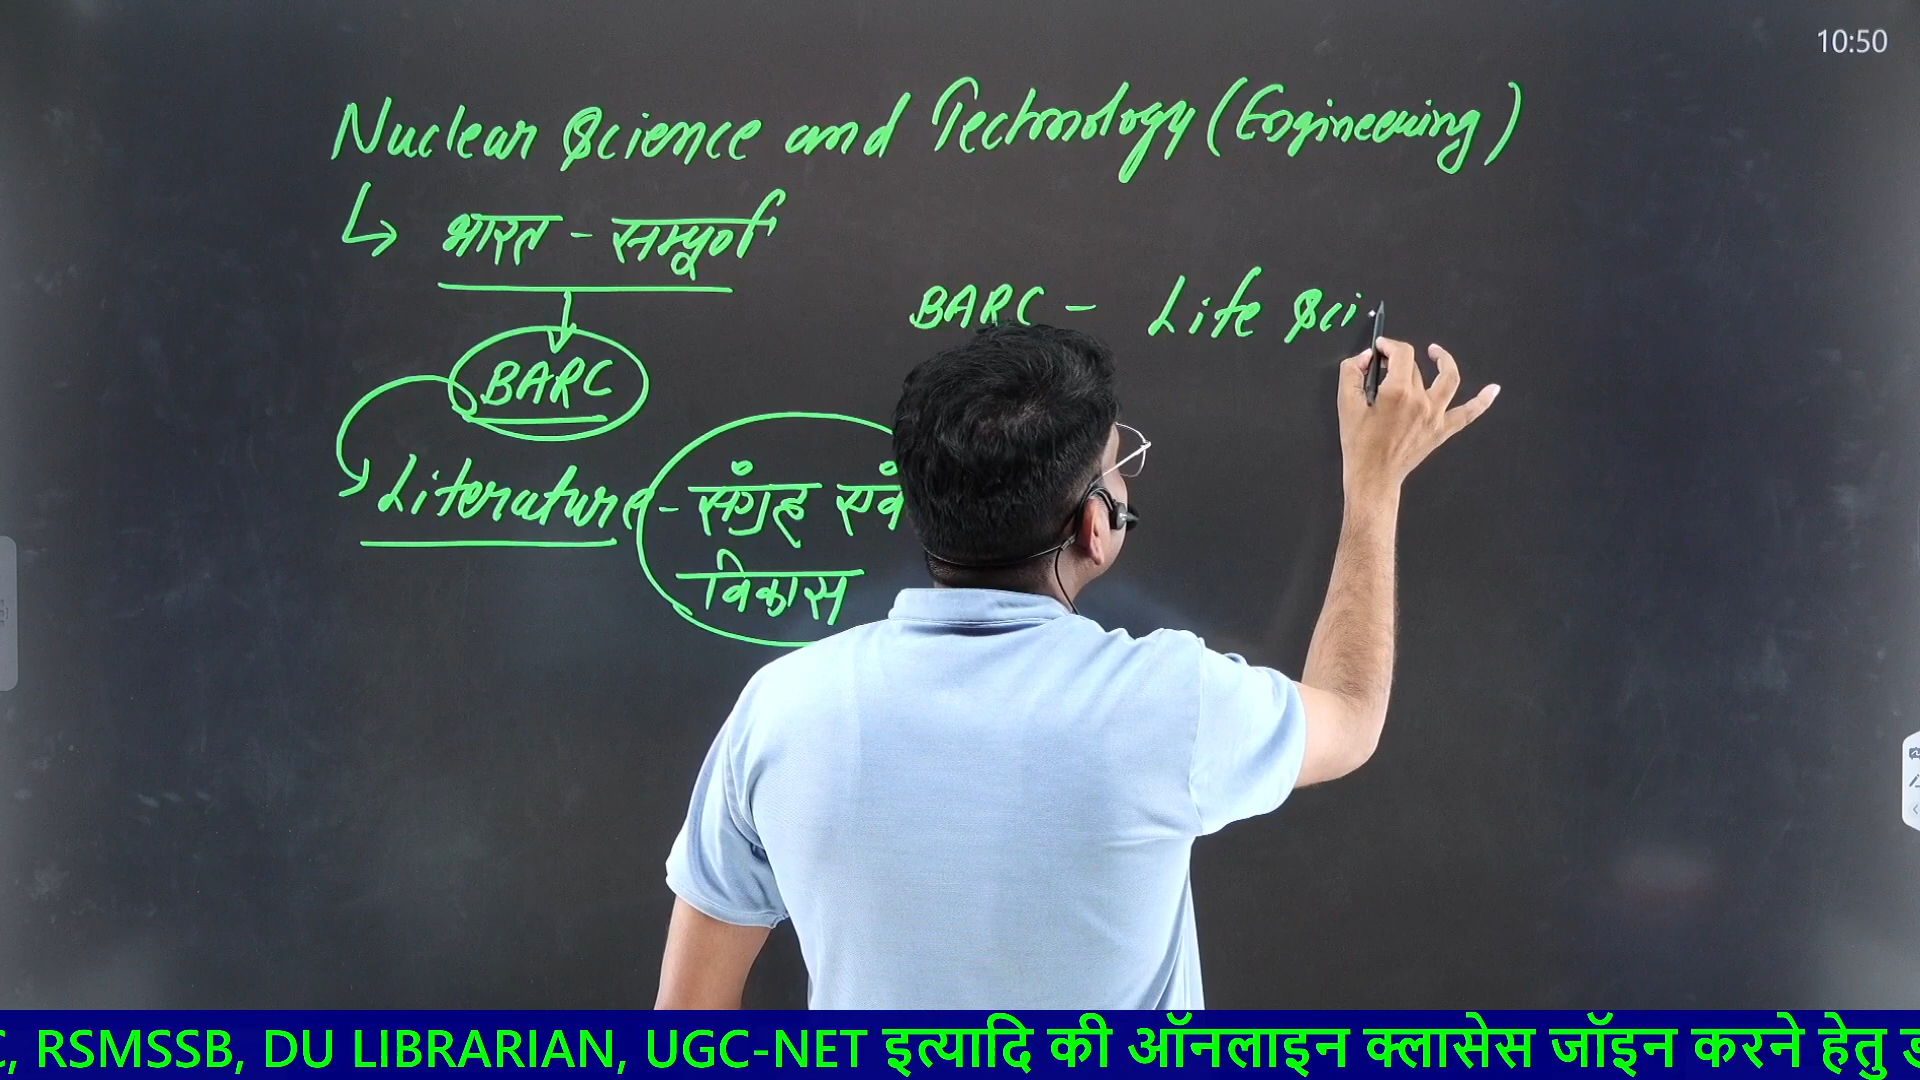 10:50
Nuclear Science and Technology (Engineering)
↳ भारत - सम्पूर्ण
BARC
BARC - Life Sci
Literature - संग्रह एवं
विकास
RSMSSB, DU LIBRARIAN, UGC-NET इत्यादि की ऑनलाइन क्लासेस जॉइन करने हेतु